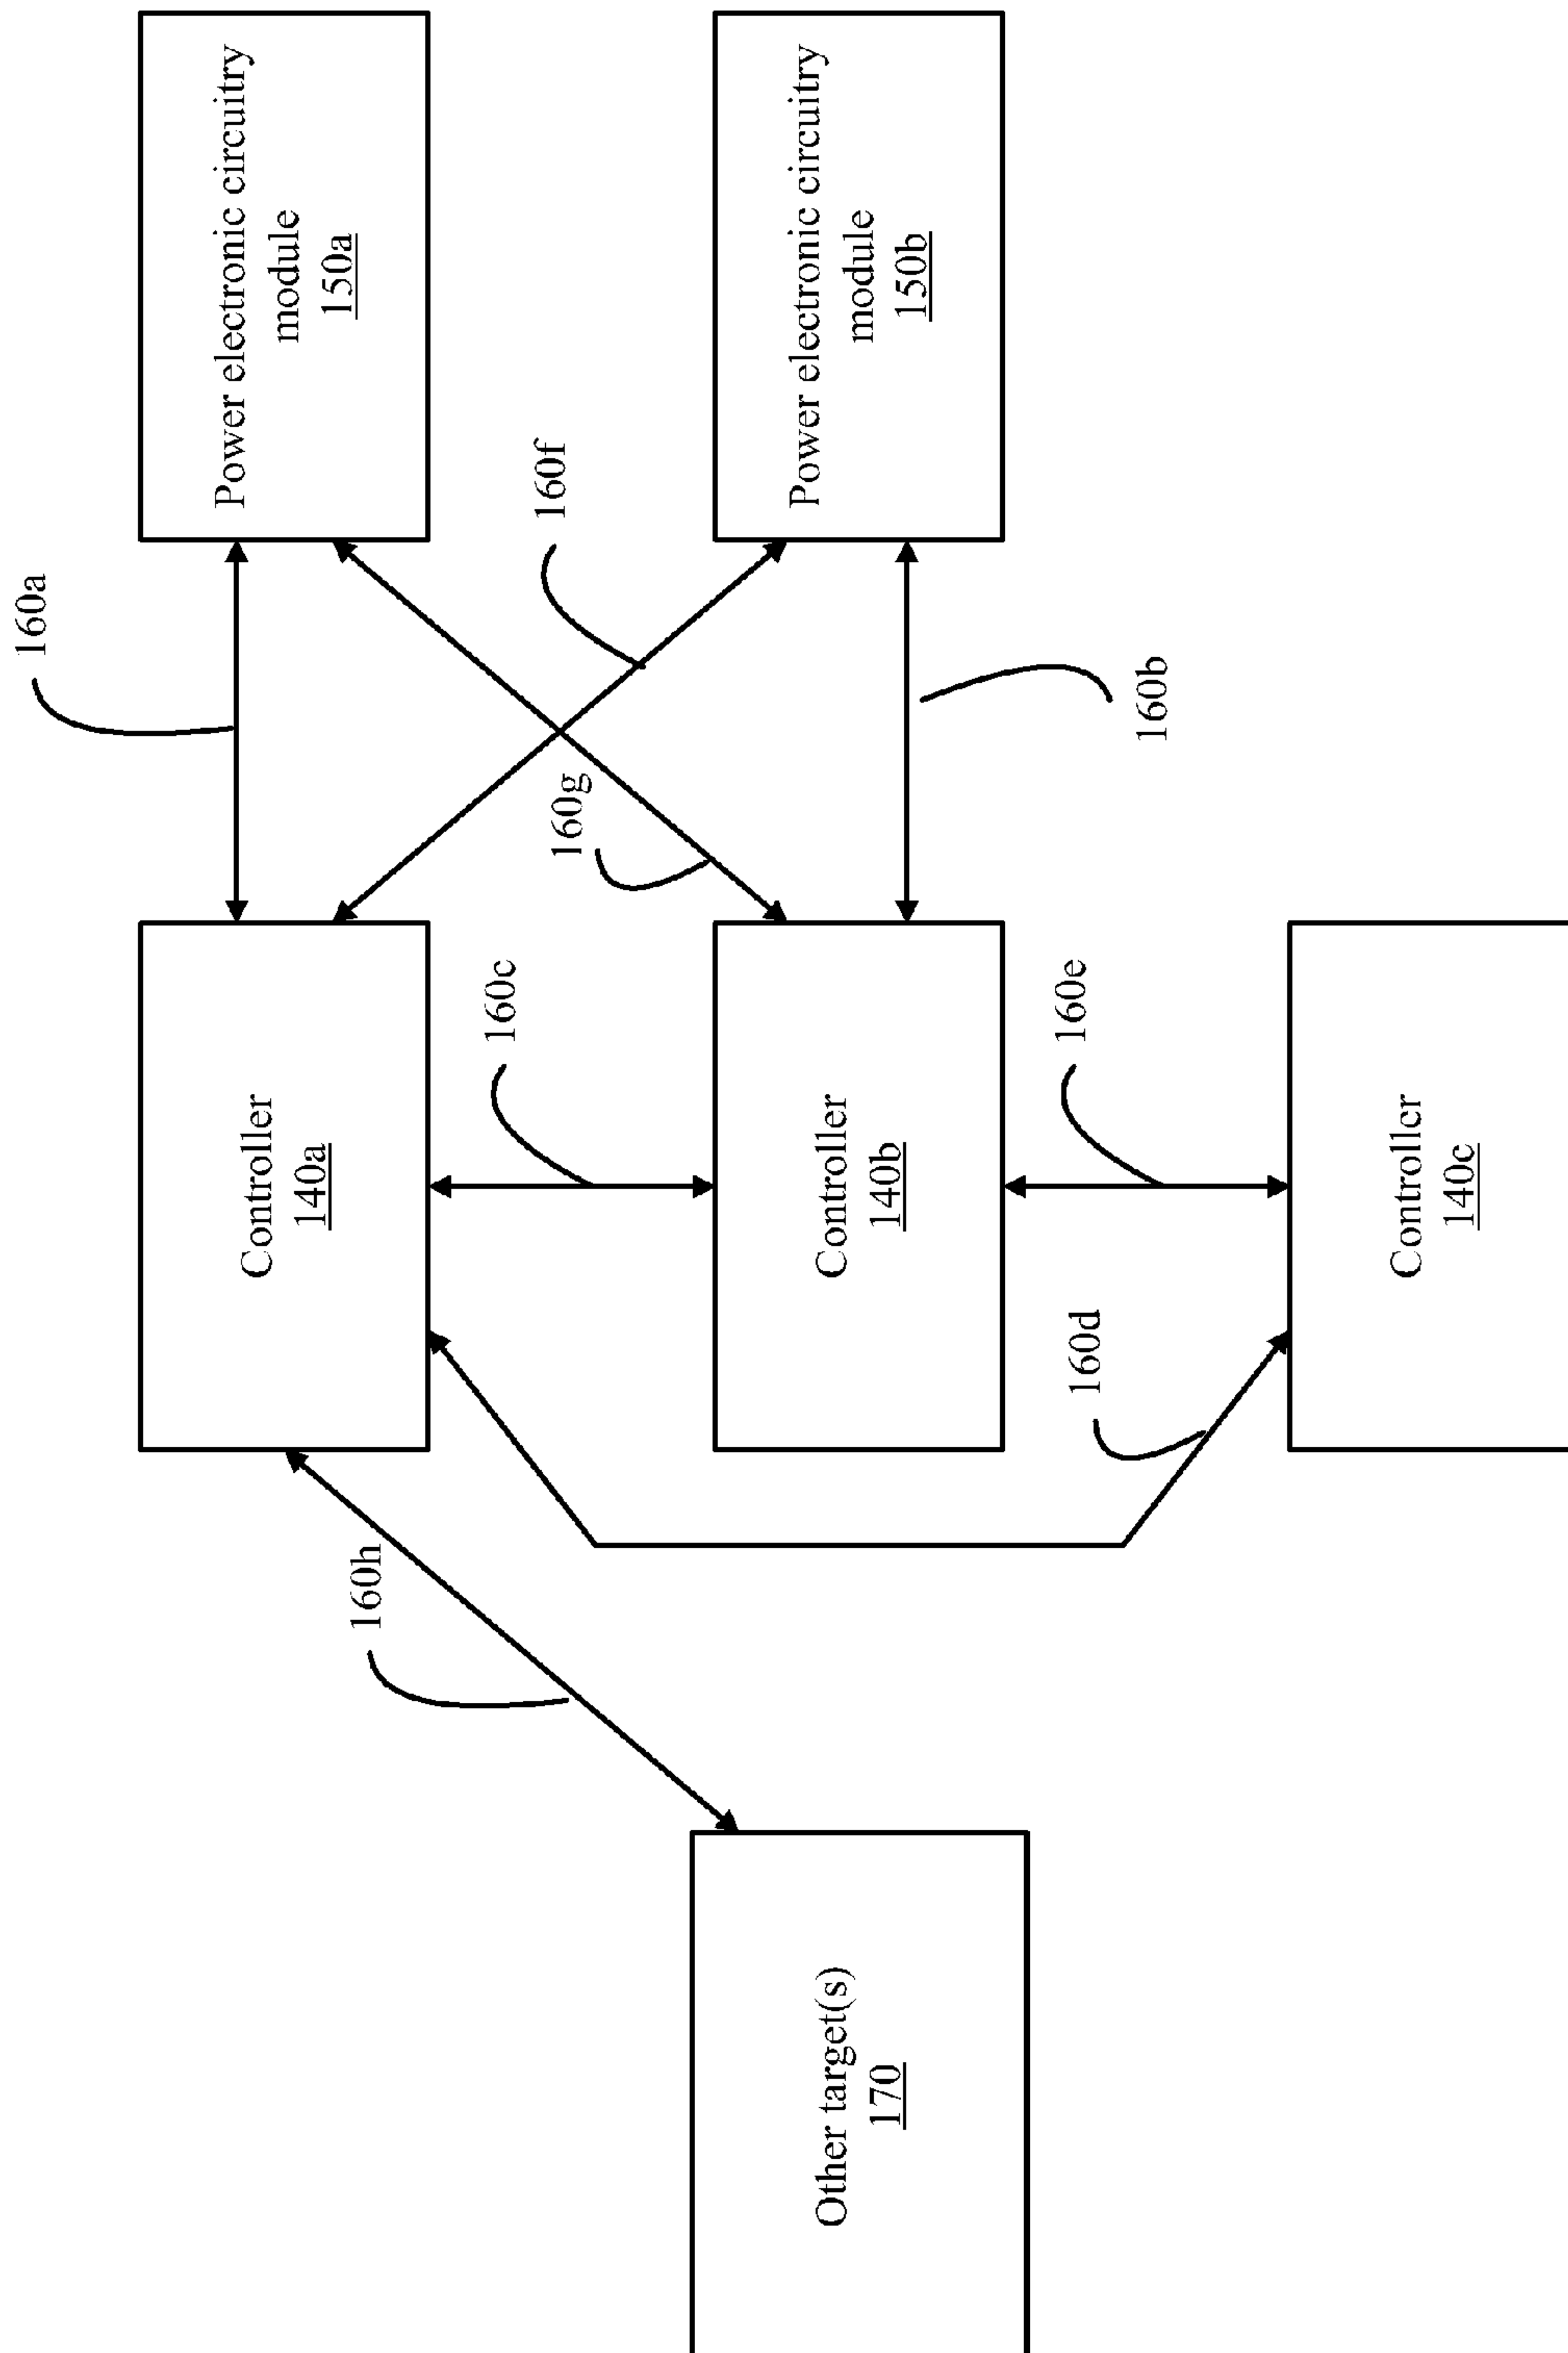 160a
Controller
140a
Power electronic circuitry
module
150a
160h
160c
160f
160g
Other target(s)
170
Controller
140b
Power electronic circuitry
module
150b
160d
160e
160b
Controller
140c